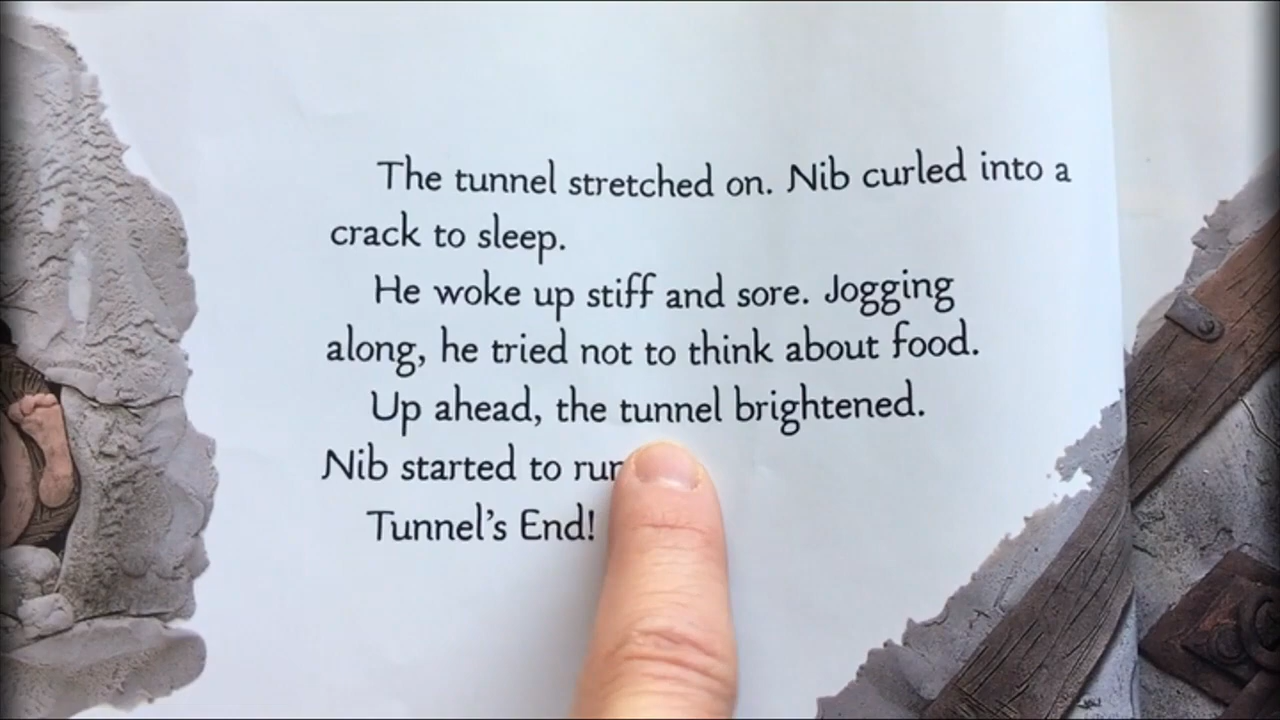 The tunnel stretched on. Nib curled into a
crack to sleep.
He woke up stiff and sore. Jogging
along, he tried not to think about food.
Up ahead, the tunnel brightened.
Nib started to
Tunnel's End!